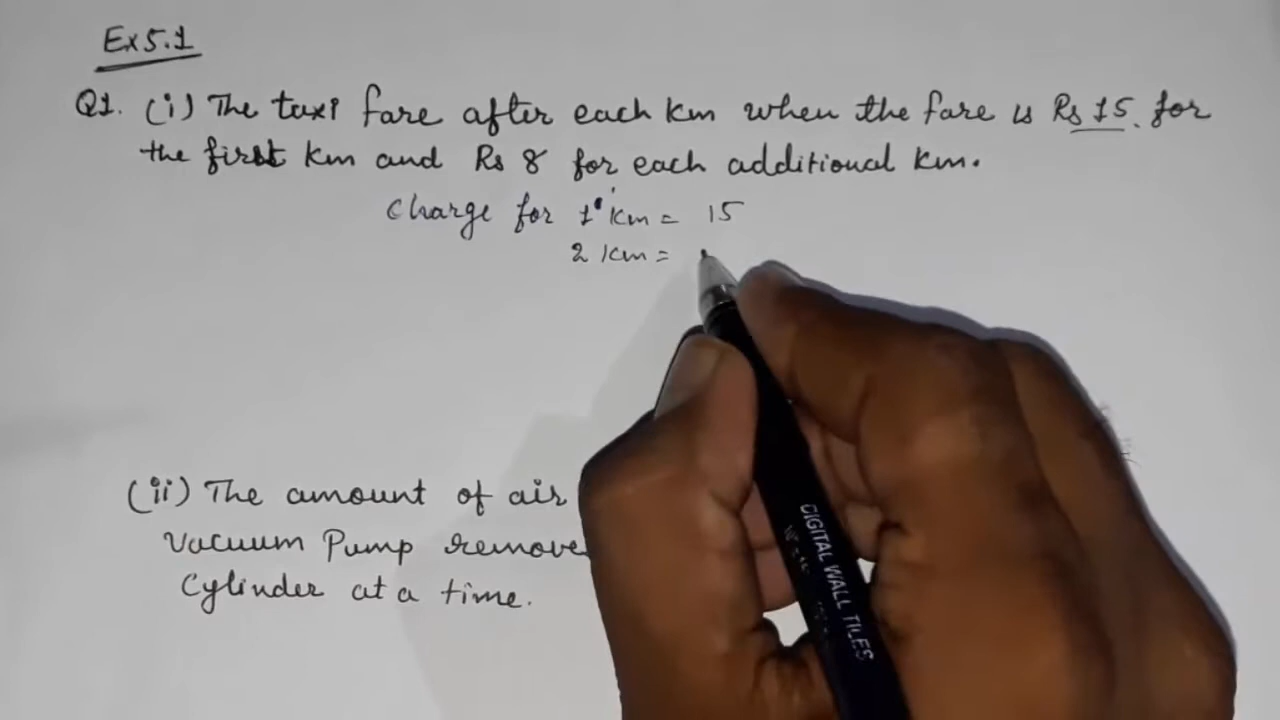 Ex 5.1
Q1. (i) The taxi fare after each km when the fare is Rs 15 for
the first km and Rs 8 for each additional km.
Charge for 1 km = 15
2 km =
(ii) The amount of air
Vacuum Pump remove
Cylinder at a time.
DIGITAL WALL TILES